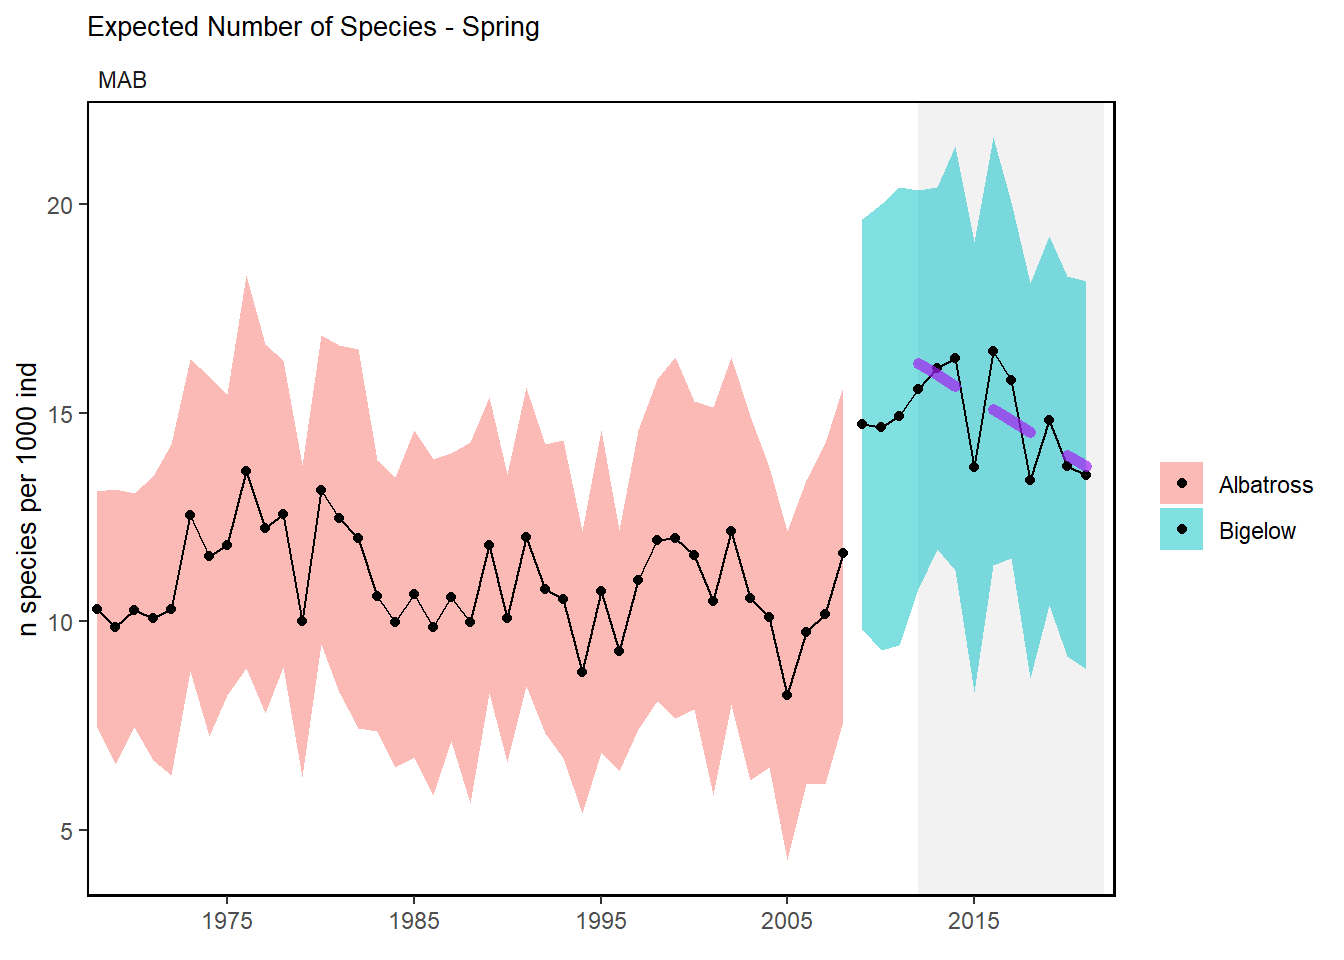 Expected Number of Species - Spring
MAB
n species per 1000 ind
20
15
10
5
1975
1985
1995
2005
2015
Albatross
Bigelow